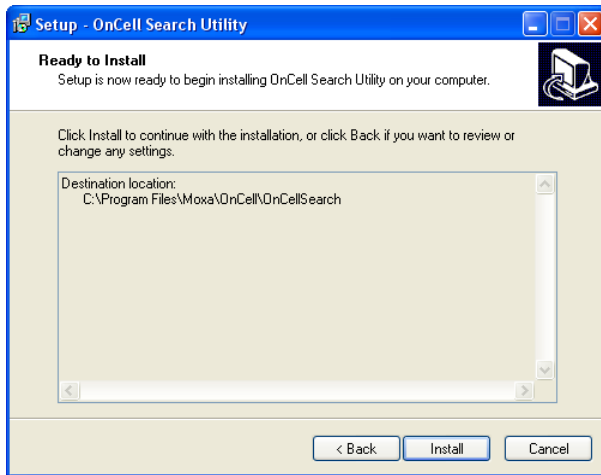 Setup - OnCell Search Utility
Ready to Install
Setup is now ready to begin installing OnCell Search Utility on your computer.
Click Install to continue with the installation, or click Back if you want to review or
change any settings.
Destination location:
C:\Program Files\Moxa\OnCell\OnCellSearch
< Back Install Cancel